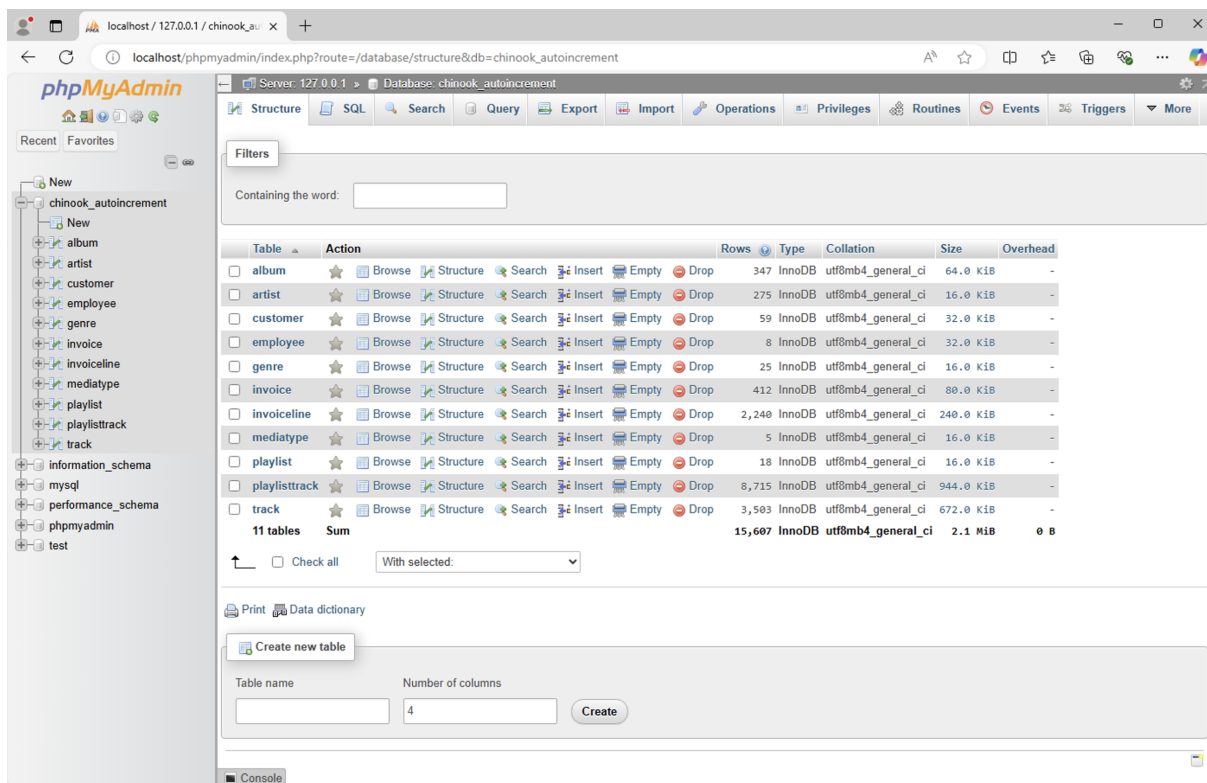 localhost / 127.0.0.1 / chinook_au
localhost/phpmyadmin/index.php?route=/database/structure&db=chinook_autoincrement
phpMyAdmin
Recent Favorites
New
chinook_autoincrement
New
album
artist
customer
employee
genre
invoice
invoiceline
mediatype
playlist
playlisttrack
track
information_schema
mysql
performance_schema
phpmyadmin
test
Server: 127.0.0.1 » Database: chinook_autoincrement
Structure SQL Search Query Export Import Operations Privileges Routines Events Triggers More
Filters
Containing the word:
Table Action Rows Type Collation Size Overhead
album Browse Structure Search Insert Empty Drop 347 InnoDB utf8mb4_general_ci 64.0 KiB -
artist Browse Structure Search Insert Empty Drop 275 InnoDB utf8mb4_general_ci 16.0 KiB -
customer Browse Structure Search Insert Empty Drop 59 InnoDB utf8mb4_general_ci 32.0 KiB -
employee Browse Structure Search Insert Empty Drop 8 InnoDB utf8mb4_general_ci 32.0 KiB -
genre Browse Structure Search Insert Empty Drop 25 InnoDB utf8mb4_general_ci 16.0 KiB -
invoice Browse Structure Search Insert Empty Drop 412 InnoDB utf8mb4_general_ci 80.0 KiB -
invoiceline Browse Structure Search Insert Empty Drop 2,240 InnoDB utf8mb4_general_ci 240.0 KiB -
mediatype Browse Structure Search Insert Empty Drop 5 InnoDB utf8mb4_general_ci 16.0 KiB -
playlist Browse Structure Search Insert Empty Drop 18 InnoDB utf8mb4_general_ci 16.0 KiB -
playlisttrack Browse Structure Search Insert Empty Drop 8,715 InnoDB utf8mb4_general_ci 944.0 KiB -
track Browse Structure Search Insert Empty Drop 3,503 InnoDB utf8mb4_general_ci 672.0 KiB -
11 tables Sum 15,607 InnoDB utf8mb4_general_ci 2.1 MiB 0 B
Check all With selected:
Print Data dictionary
Create new table
Table name Number of columns
4 Create
Console